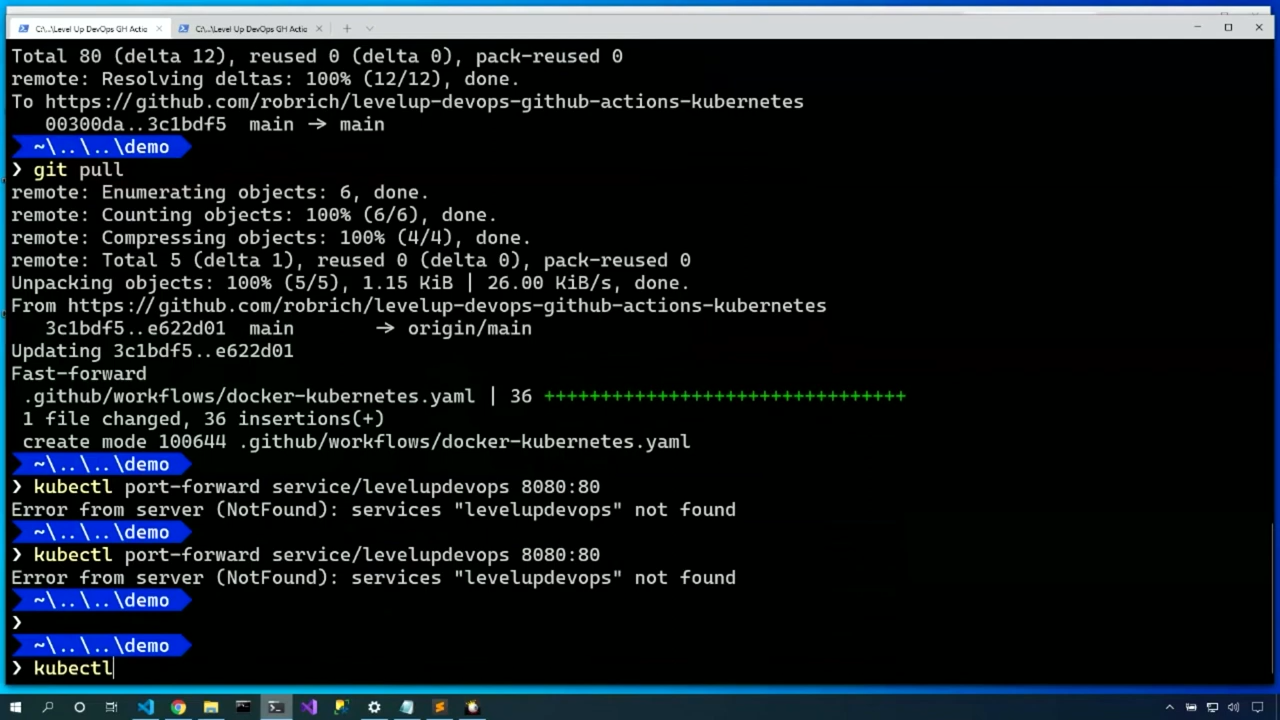 C:\...\Level Up DevOps GH Actio
C:\...\Level Up DevOps GH Actio
Total 80 (delta 12), reused 0 (delta 0), pack-reused 0
remote: Resolving deltas: 100% (12/12), done.
To https://github.com/robrich/levelup-devops-github-actions-kubernetes
00300da..3c1bdf5 main → main
~\..\..\demo
❯ git pull
remote: Enumerating objects: 6, done.
remote: Counting objects: 100% (6/6), done.
remote: Compressing objects: 100% (4/4), done.
remote: Total 5 (delta 1), reused 0 (delta 0), pack-reused 0
Unpacking objects: 100% (5/5), 1.15 KiB | 26.00 KiB/s, done.
From https://github.com/robrich/levelup-devops-github-actions-kubernetes
3c1bdf5..e622d01 main → origin/main
Updating 3c1bdf5..e622d01
Fast-forward
.github/workflows/docker-kubernetes.yaml | 36 ++++++++++++++++++++++++++++++++
1 file changed, 36 insertions(+)
create mode 100644 .github/workflows/docker-kubernetes.yaml
~\..\..\demo
❯ kubectl port-forward service/levelupdevops 8080:80
Error from server (NotFound): services "levelupdevops" not found
~\..\..\demo
❯ kubectl port-forward service/levelupdevops 8080:80
Error from server (NotFound): services "levelupdevops" not found
~\..\..\demo
❯
~\..\..\demo
❯ kubectl